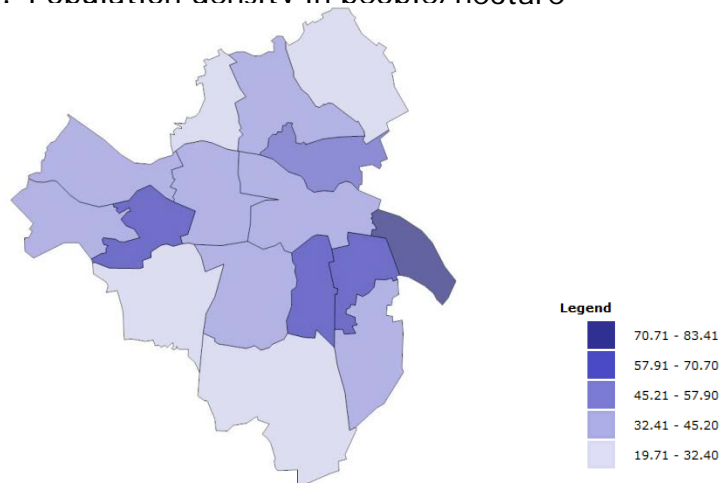 Population density in people/hectare
Legend
70.71 - 83.41
57.91 - 70.70
45.21 - 57.90
32.41 - 45.20
19.71 - 32.40